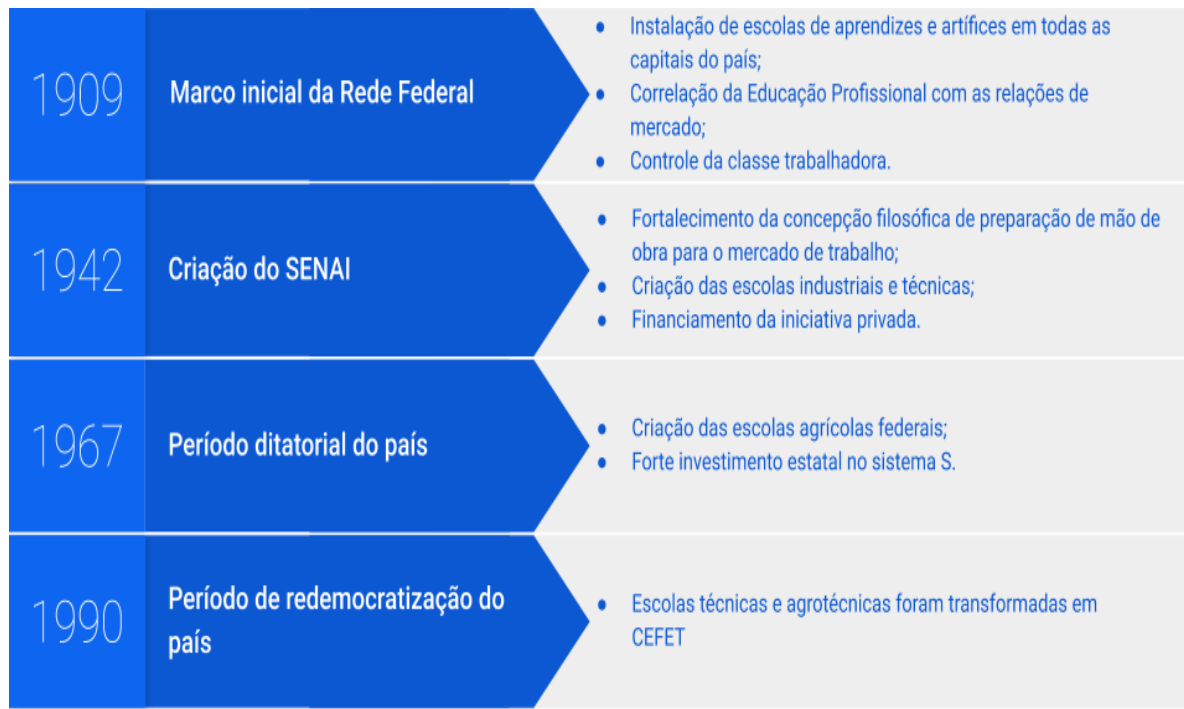 1909
Marco inicial da Rede Federal
● Instalação de escolas de aprendizes e artífices em todas as
capitais do país;
● Correlação da Educação Profissional com as relações de
mercado;
● Controle da classe trabalhadora.
1942
Criação do SENAI
● Fortalecimento da concepção filosófica de preparação de mão de
obra para o mercado de trabalho;
● Criação das escolas industriais e técnicas;
● Financiamento da iniciativa privada.
1967
Período ditatorial do país
● Criação das escolas agrícolas federais;
● Forte investimento estatal no sistema S.
1990
Período de redemocratização do
país
● Escolas técnicas e agrotécnicas foram transformadas em
CEFET